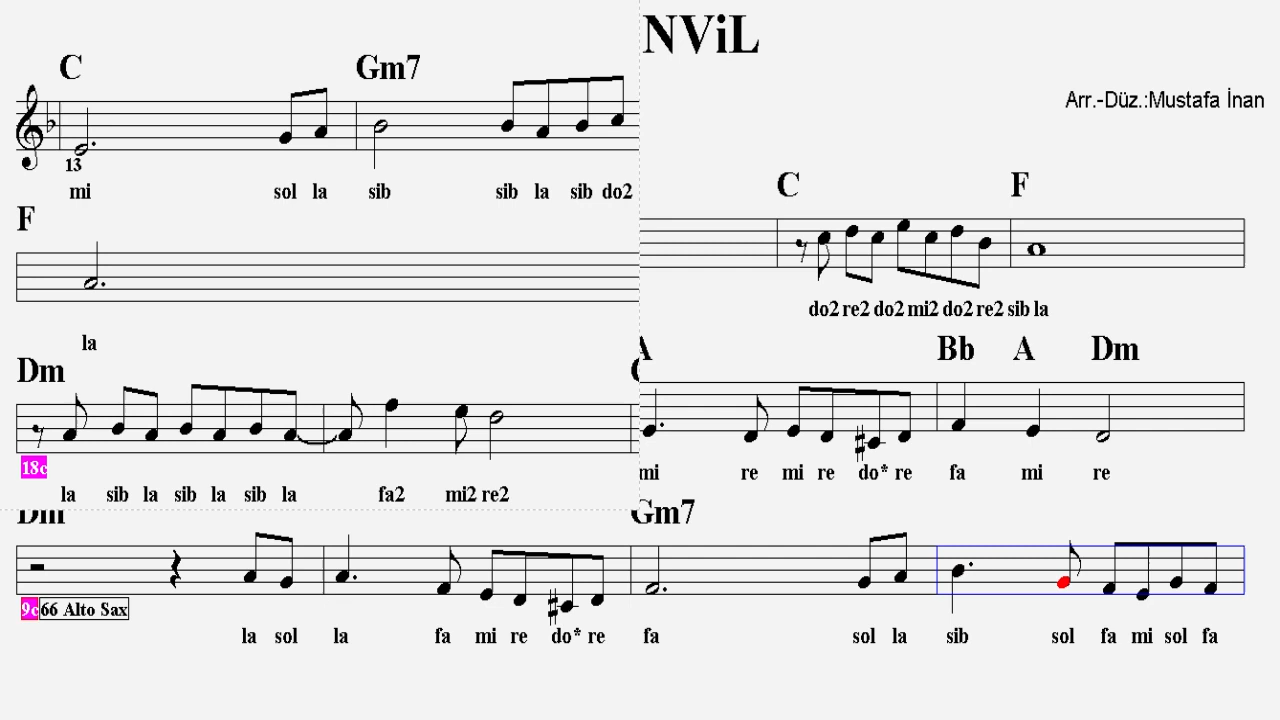 NViL
Arr.-Düz.:Mustafa İnan
C Gm7
13
mi sol la sib sib la sib do2
C F
do2 re2 do2 mi2 do2 re2 sib la
F
la
A Bb A Dm
mi re mi re do* re fa mi re
Dm
18c
la sib la sib la sib la fa2 mi2 re2
Dm Gm7
9c 66 Alto Sax
la sol la fa mi re do* re fa sol la sib sol fa mi sol fa